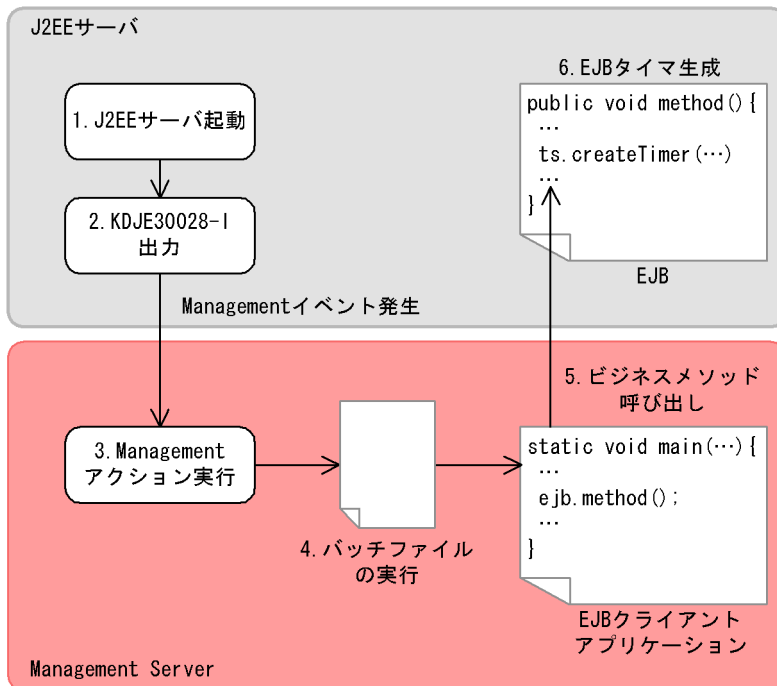 J2EEサーバ
1.J2EEサーバ起動
2.KDJE30028-I
出力
Managementイベント発生
6.EJBタイマ生成
public void method(){
…
ts.createTimer(…)
…
}
EJB
3.Management
アクション実行
4.バッチファイル
の実行
5.ビジネスメソッド
呼び出し
static void main(…){
…
ejb.method();
…
}
EJBクライアント
アプリケーション
Management Server